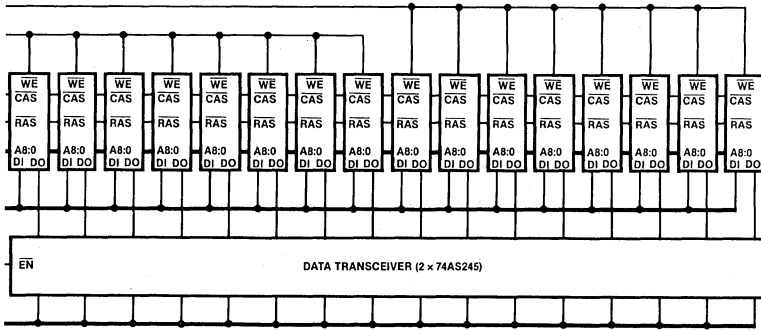 WE WE WE WE WE WE WE WE WE WE WE WE WE WE WE WE
CAS CAS CAS CAS CAS CAS CAS CAS CAS CAS CAS CAS CAS CAS CAS CAS
RAS RAS RAS RAS RAS RAS RAS RAS RAS RAS RAS RAS RAS RAS RAS RAS
A8:0 A8:0 A8:0 A8:0 A8:0 A8:0 A8:0 A8:0 A8:0 A8:0 A8:0 A8:0 A8:0 A8:0 A8:0 A8:0
DI DO DI DO DI DO DI DO DI DO DI DO DI DO DI DO DI DO DI DO DI DO DI DO DI DO DI DO DI DO DI DO
EN DATA TRANSCEIVER (2 × 74AS245)